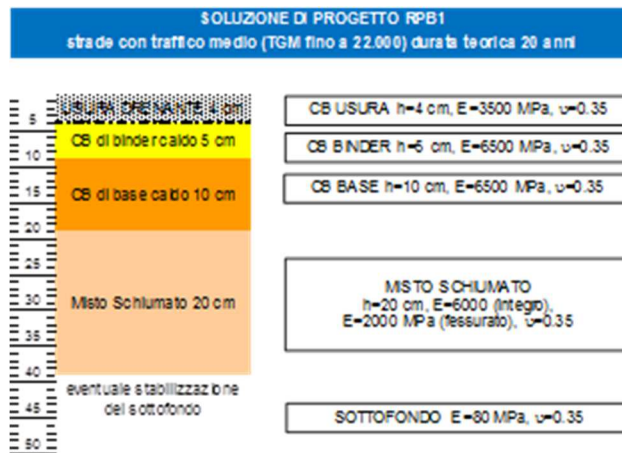 SOLUZIONE DI PROGETTO RPB1
strade con traffico medio (TGM fino a 22.000) durata teorica 20 anni
USURA DRENANTE 4 cm
CB USURA h=4 cm, E=3500 MPa, υ=0.35
5
CB di binder caldo 5 cm
CB BINDER h=5 cm, E=6500 MPa, υ=0.35
10
CB di base caldo 10 cm
CB BASE h=10 cm, E=6500 MPa, υ=0.35
15
20
25
Misto Schiumato 20 cm
MISTO SCHIUMATO
h=20 cm, E=6000 (integro),
E=2000 MPa (fessurato), υ=0.35
30
35
40
eventuale stabilizzazione
del sottofondo
SOTTOFONDO E=80 MPa, υ=0.35
45
50